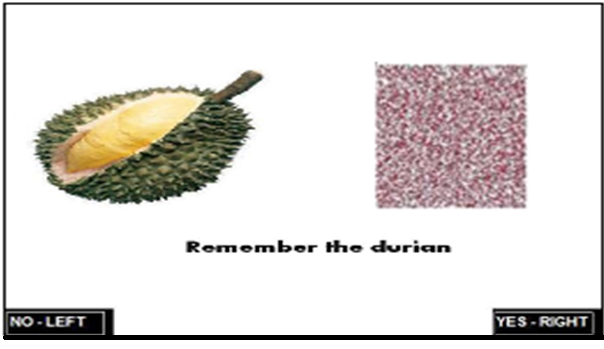 Remember the durian
NO - LEFT
YES - RIGHT